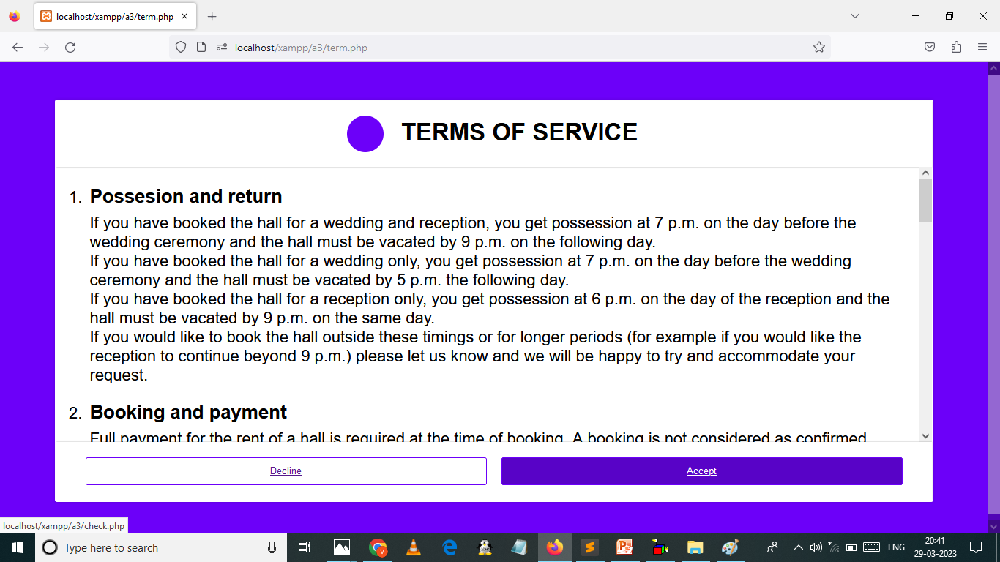 localhost/xampp/a3/term.php
localhost/xampp/a3/term.php
TERMS OF SERVICE
1. Possesion and return
If you have booked the hall for a wedding and reception, you get possession at 7 p.m. on the day before the
wedding ceremony and the hall must be vacated by 9 p.m. on the following day.
If you have booked the hall for a wedding only, you get possession at 7 p.m. on the day before the wedding
ceremony and the hall must be vacated by 5 p.m. the following day.
If you have booked the hall for a reception only, you get possession at 6 p.m. on the day of the reception and the
hall must be vacated by 9 p.m. on the same day.
If you would like to book the hall outside these timings or for longer periods (for example if you would like the
reception to continue beyond 9 p.m.) please let us know and we will be happy to try and accommodate your
request.
2. Booking and payment
Full payment for the rent of a hall is required at the time of booking. A booking is not considered as confirmed
Decline
Accept
localhost/xampp/a3/check.php
Type here to search
ENG
20:41
29-03-2023